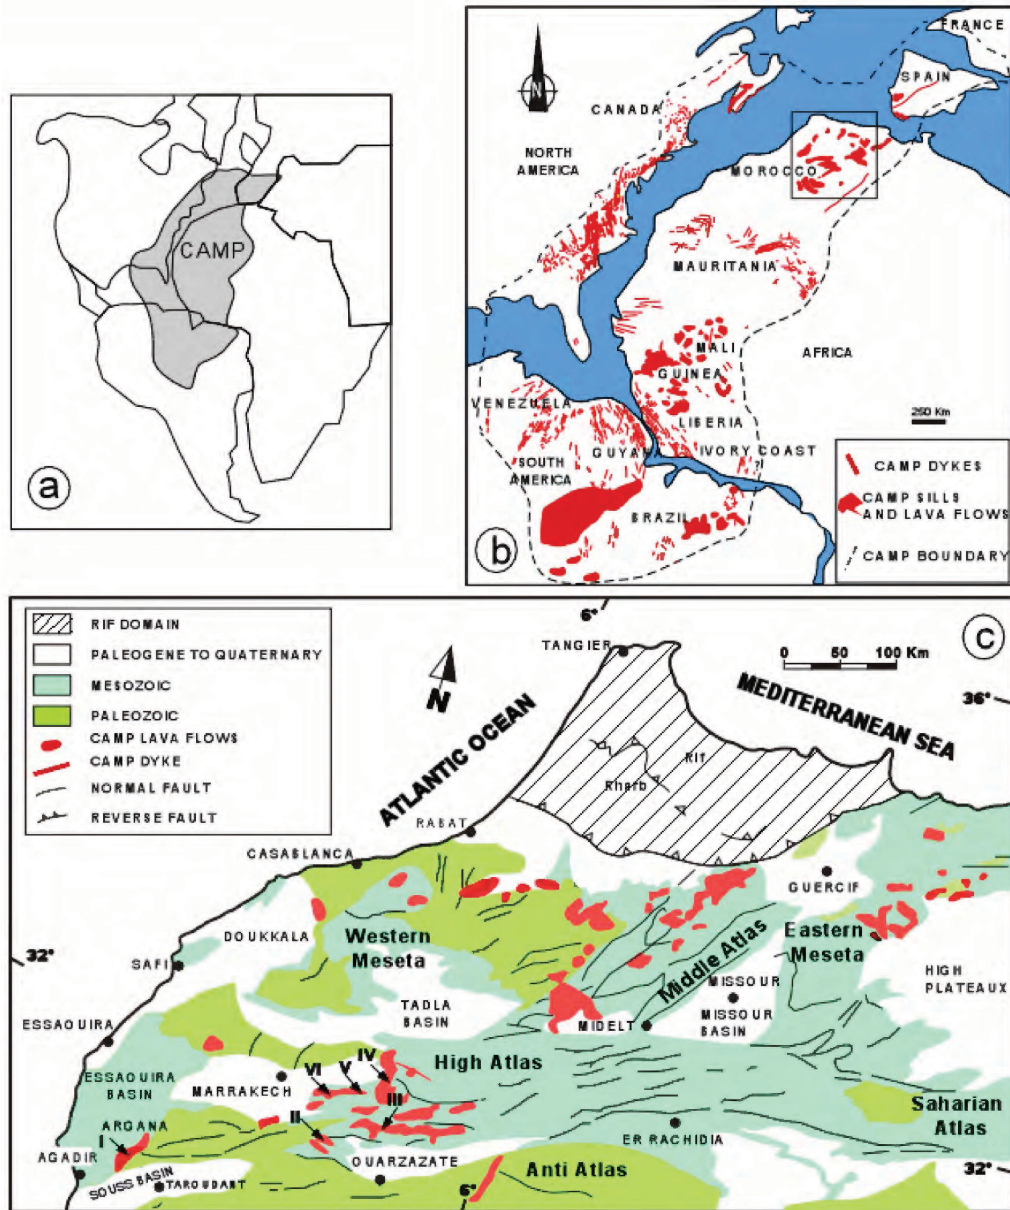 CAMP
a
N
FRANCE
SPAIN
CANADA
NORTH
AMERICA
MOROCCO
MAURITANIA
MALI
GUINEA
AFRICA
VENEZUELA
LIBERIA
250 Km
GUYANA
IVORY COAST
SOUTH
AMERICA
BRAZIL
b
CAMP DYKES
CAMP SILLS
AND LAVA FLOWS
CAMP BOUNDARY
c
RIF DOMAIN
PALEOGENE TO QUATERNARY
MESOZOIC
PALEOZOIC
CAMP LAVA FLOWS
CAMP DYKE
NORMAL FAULT
REVERSE FAULT
N
6°
TANGIER
0 50 100 Km
36°
ATLANTIC OCEAN
MEDITERRANEAN SEA
Rif
Rharb
RABAT
CASABLANCA
GUERCIF
DOUKKALA
Western
Meseta
Eastern
Meseta
32°
SAFI
Middle Atlas
MISSOUR
HIGH
PLATEAUX
TADLA
BASIN
MISSOUR
BASIN
MIDELT
ESSAOUIRA
ESSAOUIRA
BASIN
MARRAKECH
VI
V
IV
High Atlas
III
II
I
ARGANA
AGADIR
SOUSS BASIN
TAROUDANT
OUARZAZATE
ER RACHIDIA
Saharian
Atlas
Anti Atlas
6°
32°